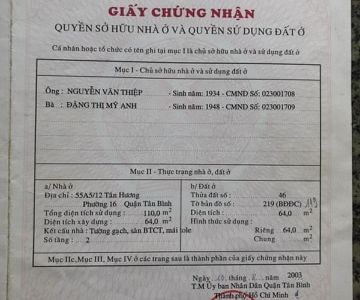 GIẤY CHỨNG NHẬN
QUYỀN SỞ HỮU NHÀ Ở VÀ QUYỀN SỬ DỤNG ĐẤT Ở
Cá nhân hoặc tổ chức có tên ghi tại mục I là chủ sở hữu nhà ở và sử dụng đất ở
Mục I - Chủ sở hữu nhà ở và sử dụng đất ở
Ông : NGUYỄN VĂN THIỆP - Sinh năm: 1934 - CMND Số: 023001708
Bà : ĐẶNG THỊ MỸ ANH - Sinh năm: 1948 - CMND Số: 023001709
Mục II - Thực trạng nhà ở, đất ở
a/ Nhà ở
Địa chỉ : 55A5/12 Tân Hương
Phường 16 Quận Tân Bình
Tổng diện tích sử dụng : 110,0 m2
Diện tích xây dựng : 64,0 m2
Kết cấu nhà : Tường gạch, sàn BTCT, mái tole
Số tầng : 2
b/ Đất ở
Thửa đất số : 46
Tờ bản đồ số : 219 (BĐĐC) 119
Diện tích : 64,0 m2
Hình thức sử dụng :
Riêng : 64,0 m2
Chung : m2
Mục IIc, Mục III, Mục IV ở các trang sau là thành phần của giấy chứng nhận này
Ngày 10 tháng 2003
T.M Ủy ban Nhân Dân Quận Tân Bình
Thành phố Hồ Chí Minh